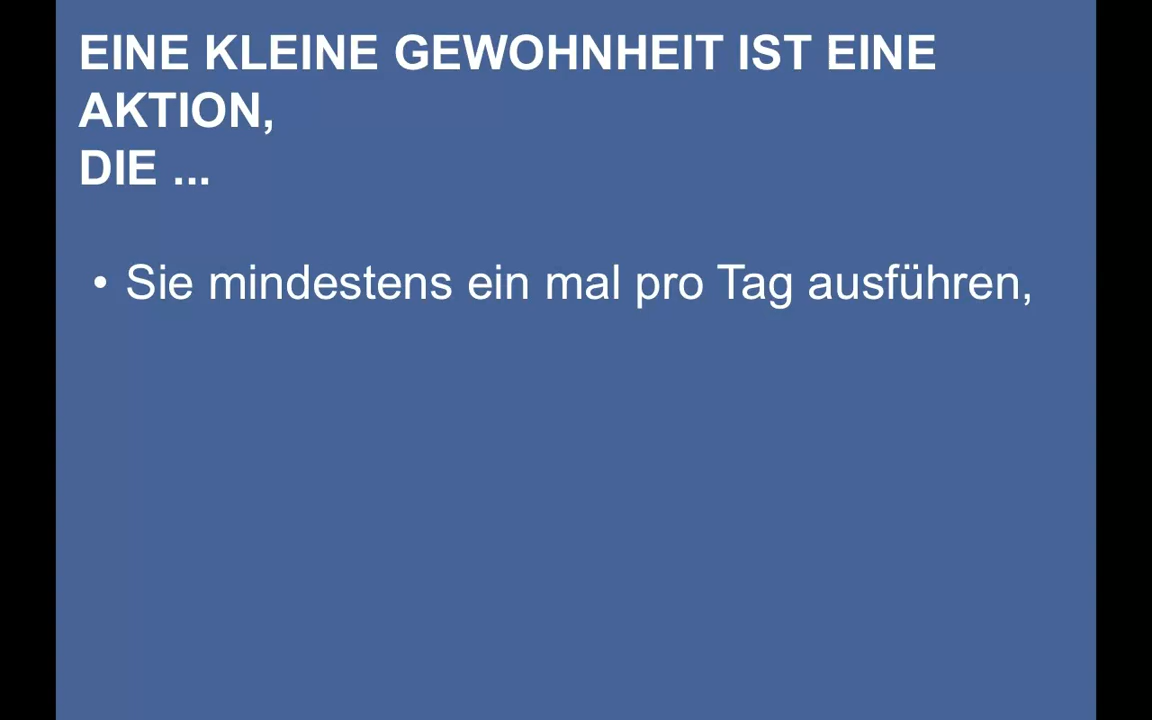 EINE KLEINE GEWOHNHEIT IST EINE
AKTION,
DIE ...
• Sie mindestens ein mal pro Tag ausführen,